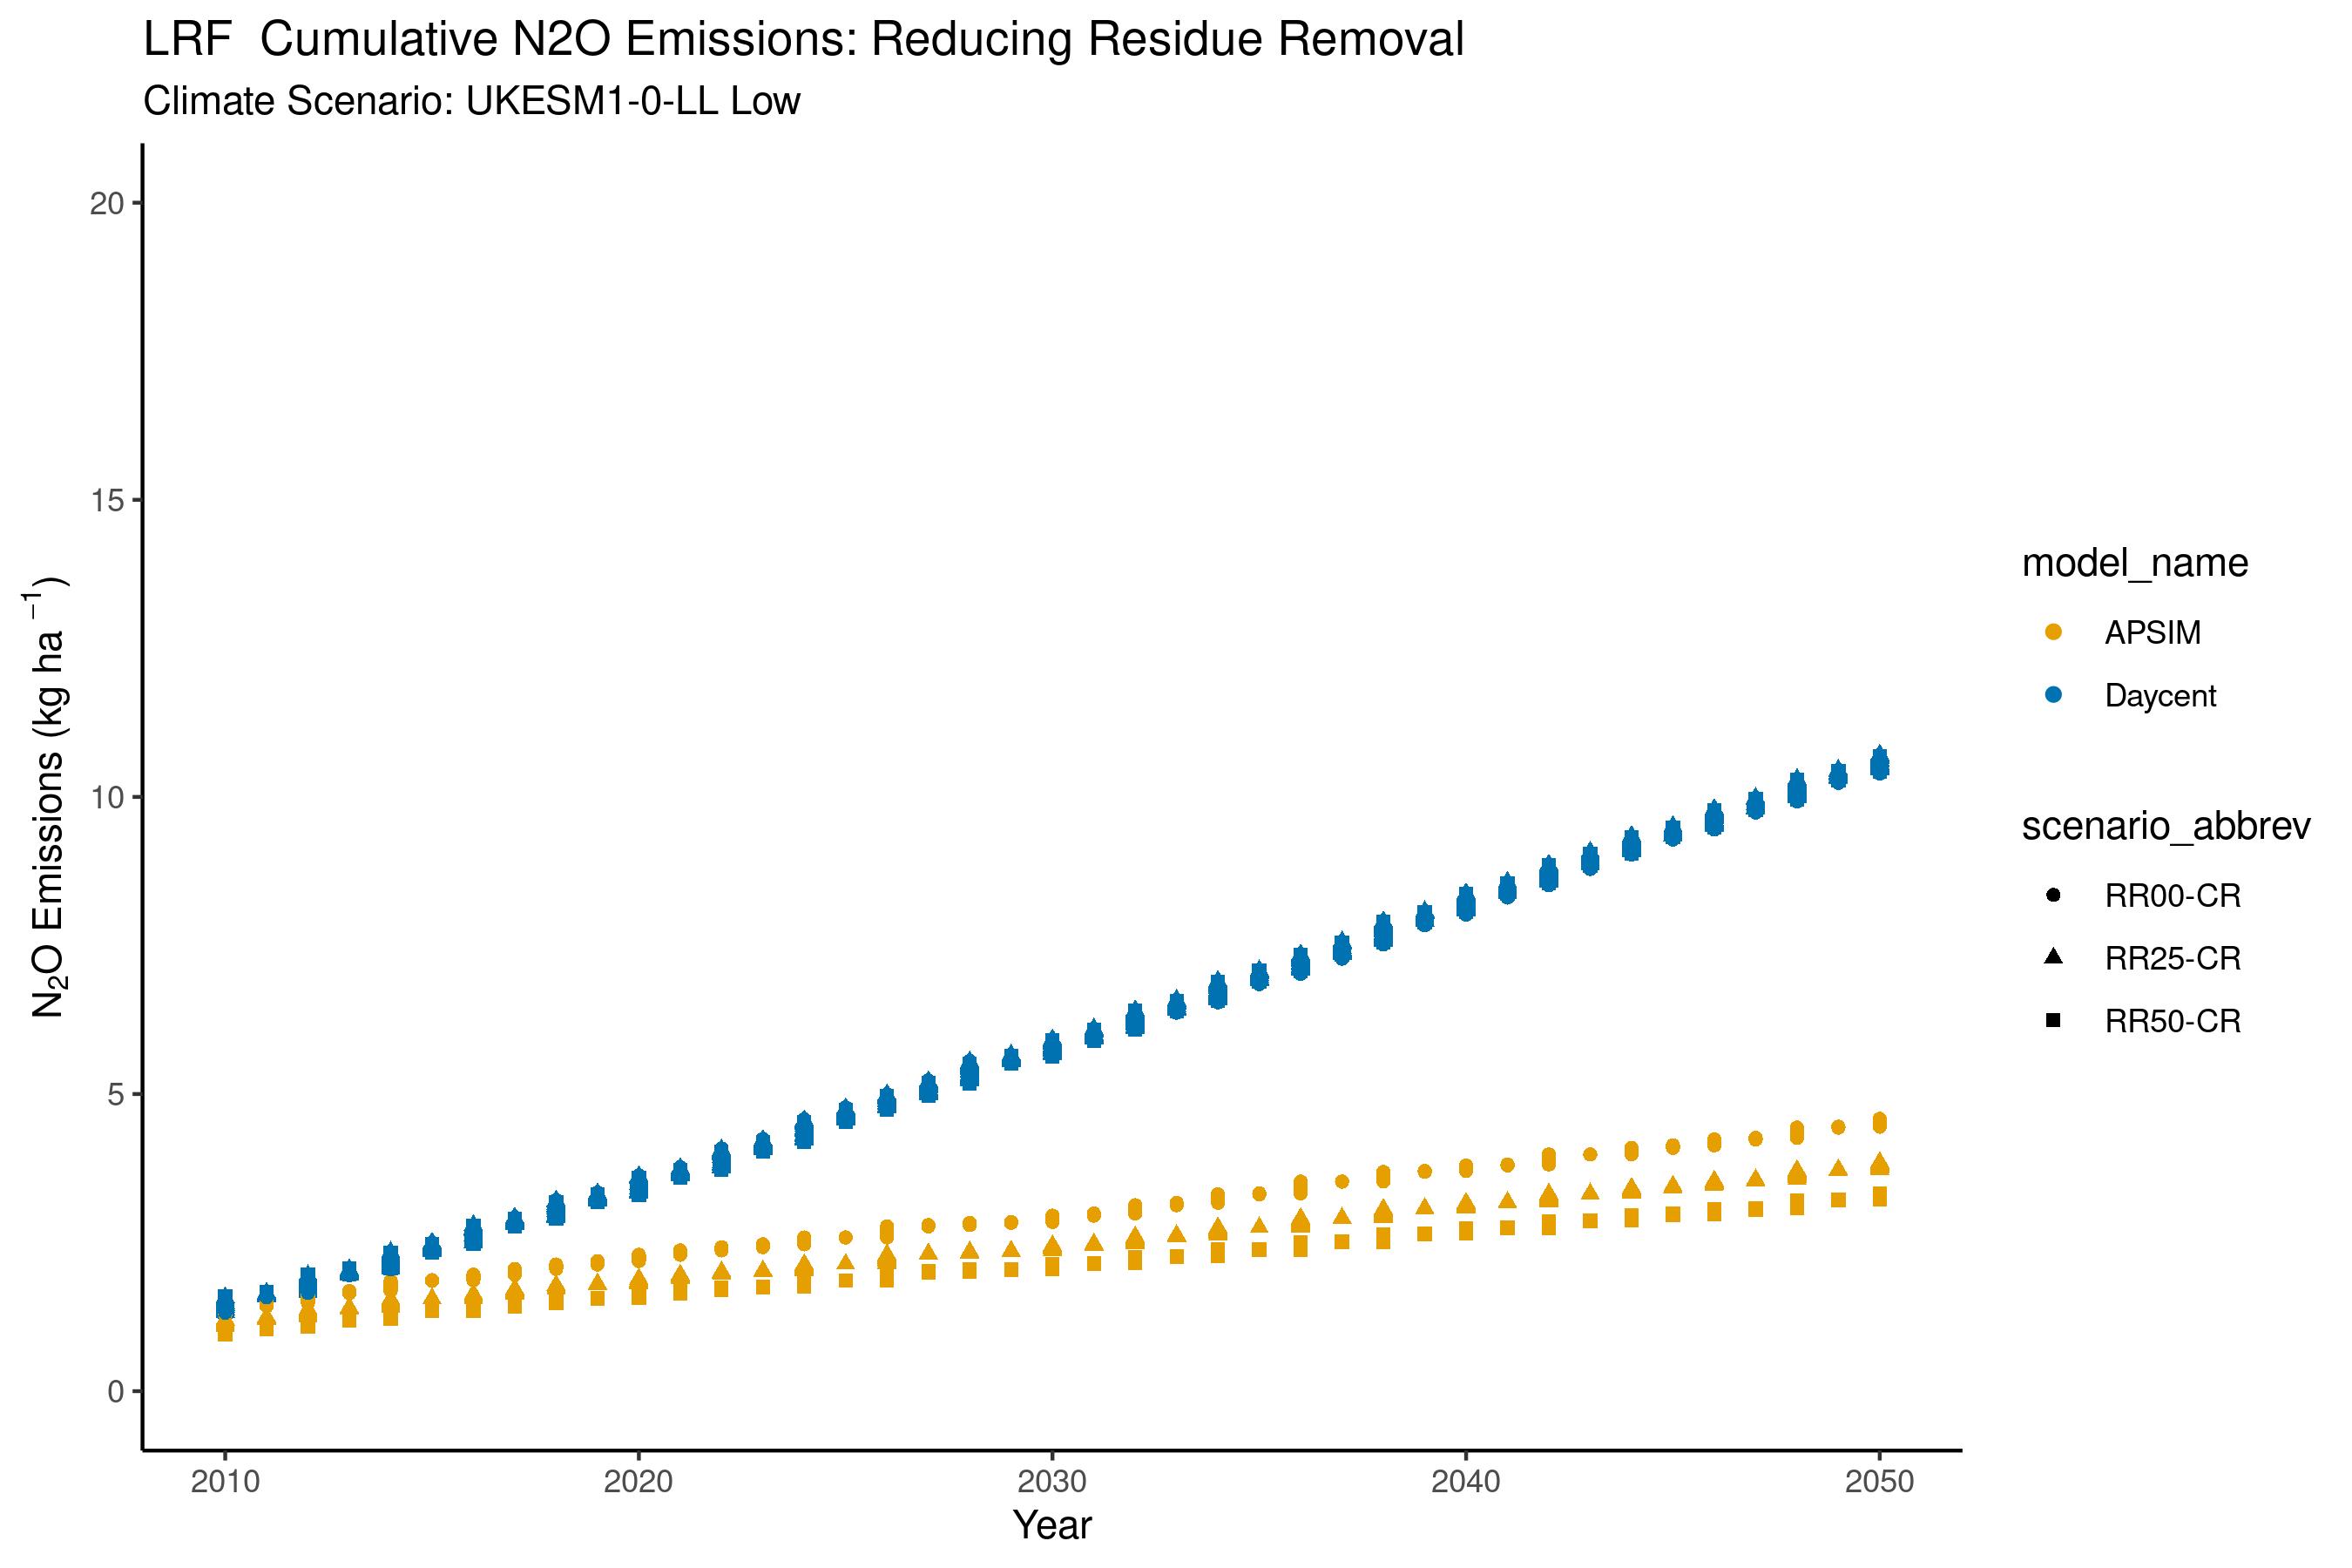 LRF  Cumulative N2O Emissions: Reducing Residue Removal
Climate Scenario: UKESM1-0-LL Low
20
15
10
5
0
N₂O Emissions (kg ha⁻¹)
2010 2020 2030 2040 2050
Year
model_name
APSIM
Daycent
scenario_abbrev
RR00-CR
RR25-CR
RR50-CR